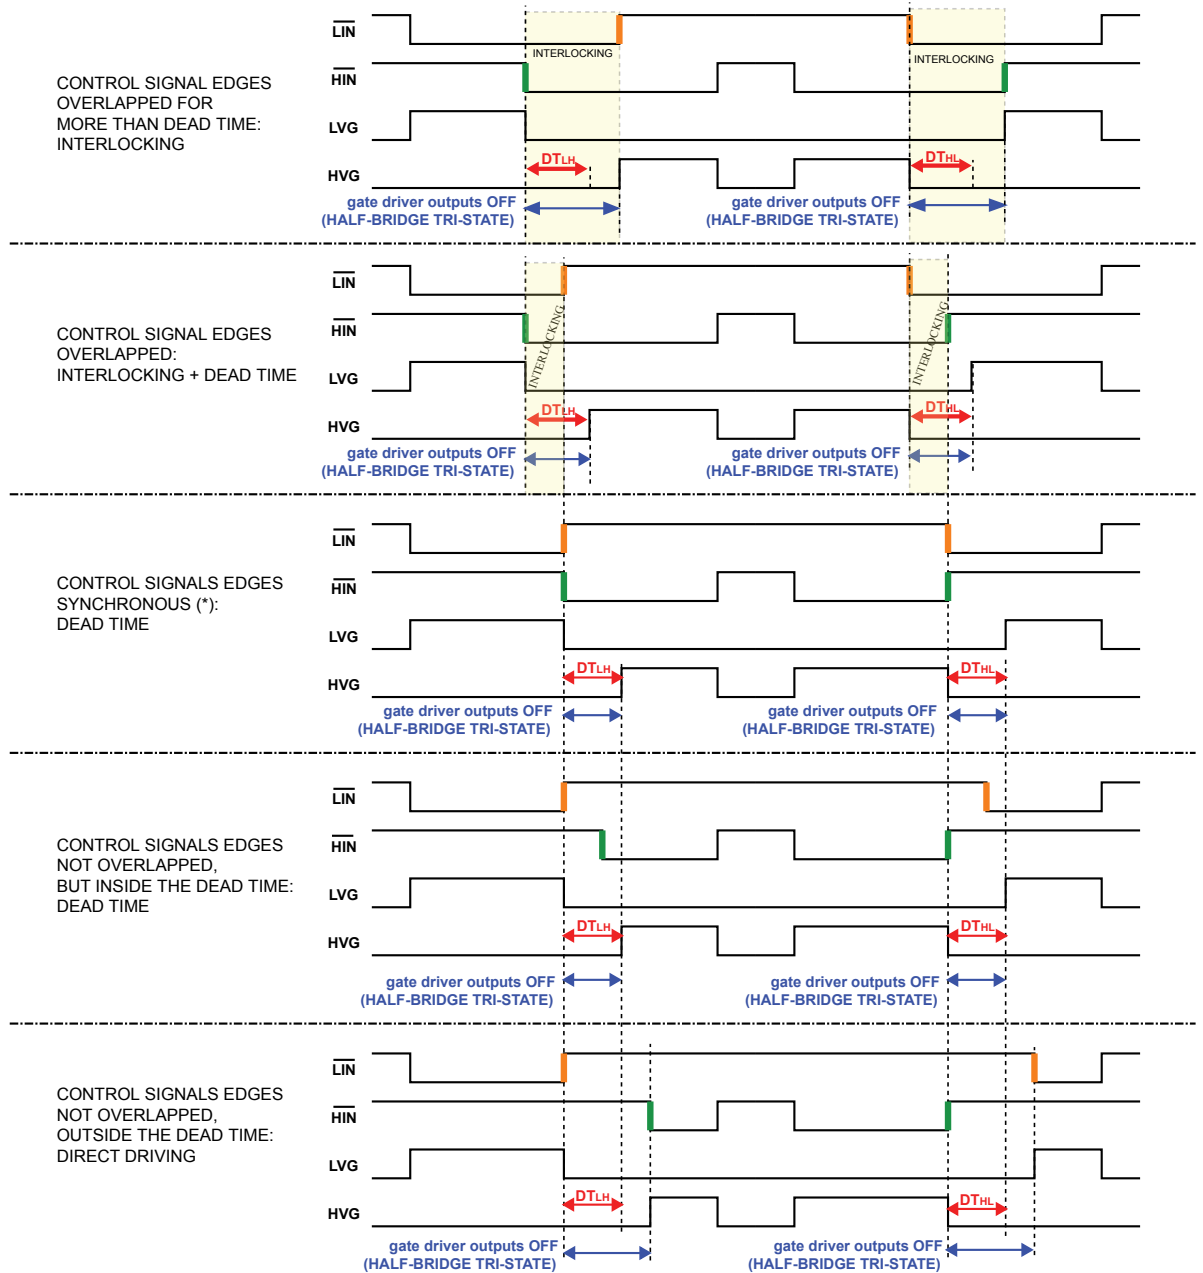 LIN
INTERLOCKING
INTERLOCKING
HIN
CONTROL SIGNAL EDGES
OVERLAPPED FOR
MORE THAN DEAD TIME:
INTERLOCKING
LVG
DTLH
DTHL
HVG
gate driver outputs OFF
(HALF-BRIDGE TRI-STATE)
gate driver outputs OFF
(HALF-BRIDGE TRI-STATE)
LIN
HIN
INTERLOCKING
INTERLOCKING
CONTROL SIGNAL EDGES
OVERLAPPED:
INTERLOCKING + DEAD TIME
LVG
DTLH
DTHL
HVG
gate driver outputs OFF
(HALF-BRIDGE TRI-STATE)
gate driver outputs OFF
(HALF-BRIDGE TRI-STATE)
LIN
HIN
CONTROL SIGNALS EDGES
SYNCHRONOUS (*):
DEAD TIME
LVG
DTLH
DTHL
HVG
gate driver outputs OFF
(HALF-BRIDGE TRI-STATE)
gate driver outputs OFF
(HALF-BRIDGE TRI-STATE)
LIN
HIN
CONTROL SIGNALS EDGES
NOT OVERLAPPED,
BUT INSIDE THE DEAD TIME:
DEAD TIME
LVG
DTLH
DTHL
HVG
gate driver outputs OFF
(HALF-BRIDGE TRI-STATE)
gate driver outputs OFF
(HALF-BRIDGE TRI-STATE)
LIN
HIN
CONTROL SIGNALS EDGES
NOT OVERLAPPED,
OUTSIDE THE DEAD TIME:
DIRECT DRIVING
LVG
DTLH
DTHL
HVG
gate driver outputs OFF
(HALF-BRIDGE TRI-STATE)
gate driver outputs OFF
(HALF-BRIDGE TRI-STATE)